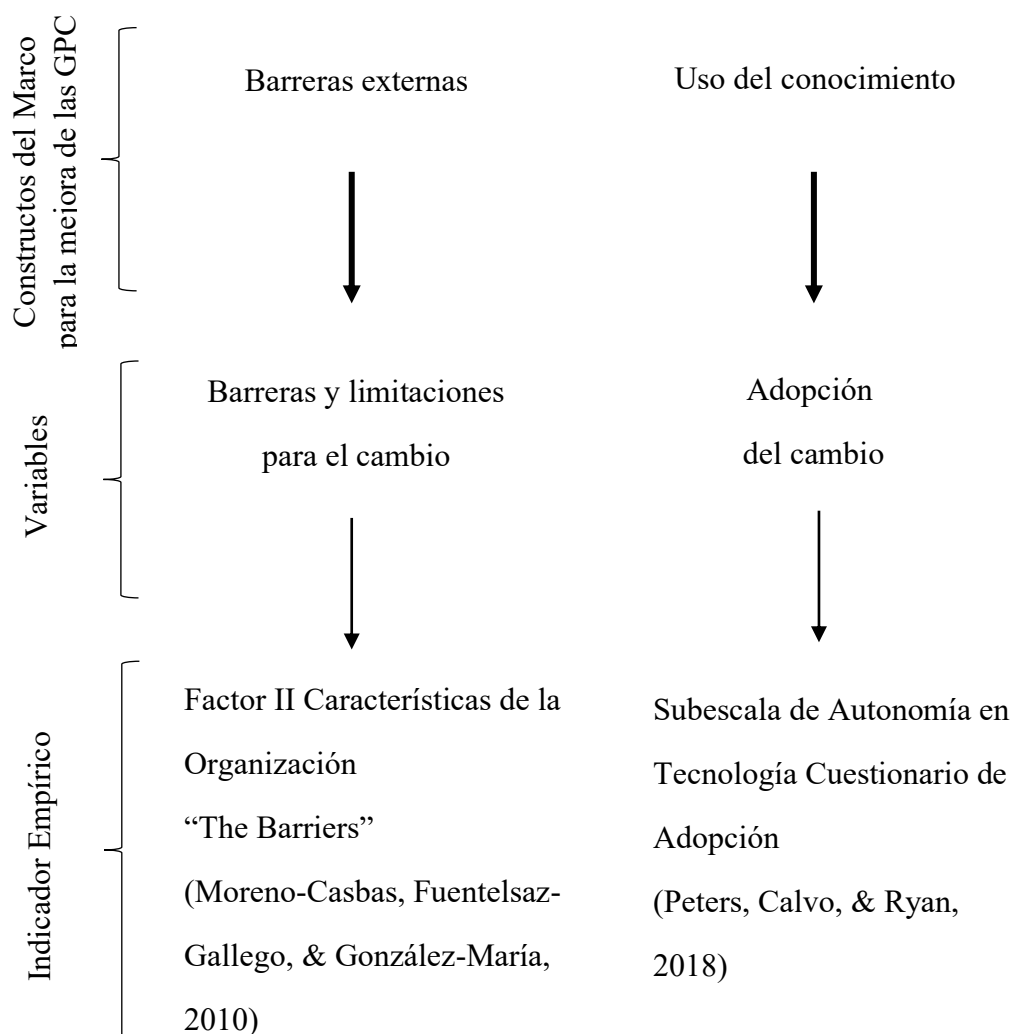 Constructos del Marco
para la mejora de las GPC
Barreras externas
Uso del conocimiento
Variables
Barreras y limitaciones
para el cambio
Adopción
del cambio
Indicador Empírico
Factor II Características de la
Organización
“The Barriers”
(Moreno-Casbas, Fuentelsaz-
Gallego, & González-María,
2010)
Subescala de Autonomía en
Tecnología Cuestionario de
Adopción
(Peters, Calvo, & Ryan,
2018)